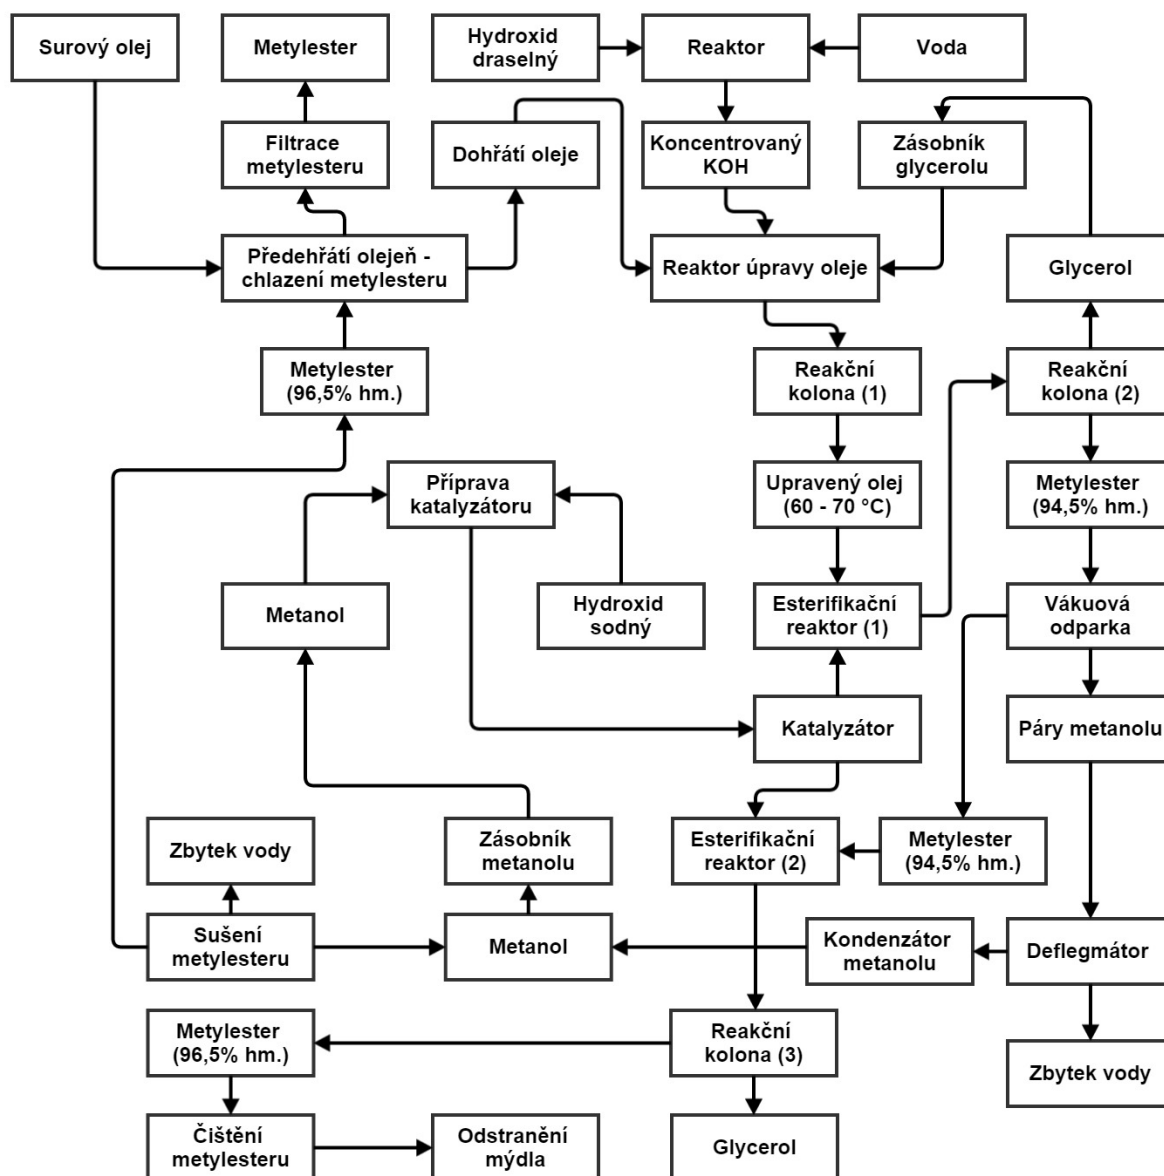 Surový olej
Metylester
Hydroxid
draselný
Reaktor
Voda
Filtrace
metylesteru
Dohřátí oleje
Koncentrovaný
KOH
Zásobník
glycerolu
Předehřátí olejeň -
chlazení metylesteru
Reaktor úpravy oleje
Glycerol
Metylester
(96,5% hm.)
Reakční
kolona (1)
Reakční
kolona (2)
Příprava
katalyzátoru
Upravený olej
(60 - 70 °C)
Metylester
(94,5% hm.)
Metanol
Hydroxid
sodný
Esterifikační
reaktor (1)
Vákuová
odparka
Katalyzátor
Páry metanolu
Zbytek vody
Zásobník
metanolu
Esterifikační
reaktor (2)
Metylester
(94,5% hm.)
Sušení
metylesteru
Metanol
Kondenzátor
metanolu
Deflegmátor
Metylester
(96,5% hm.)
Reakční
kolona (3)
Zbytek vody
Čištění
metylesteru
Odstranění
mýdla
Glycerol